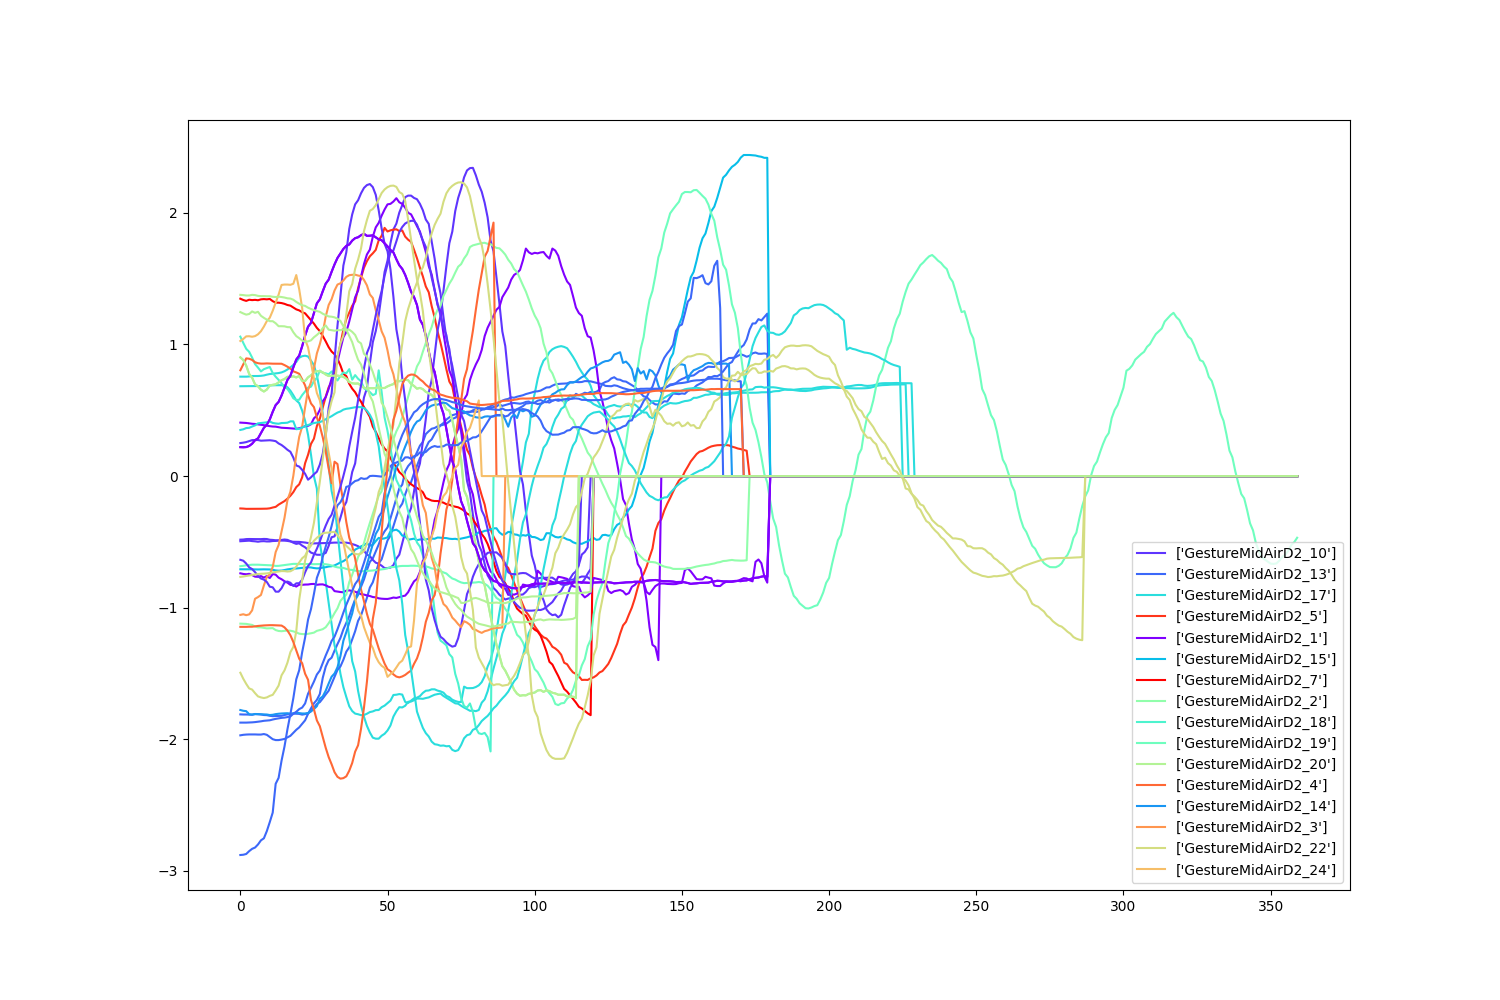 2
1
0
−1
−2
−3
0
50
100
150
200
250
300
350
['GestureMidAirD2_10']
['GestureMidAirD2_13']
['GestureMidAirD2_17']
['GestureMidAirD2_5']
['GestureMidAirD2_1']
['GestureMidAirD2_15']
['GestureMidAirD2_7']
['GestureMidAirD2_2']
['GestureMidAirD2_18']
['GestureMidAirD2_19']
['GestureMidAirD2_20']
['GestureMidAirD2_4']
['GestureMidAirD2_14']
['GestureMidAirD2_3']
['GestureMidAirD2_22']
['GestureMidAirD2_24']